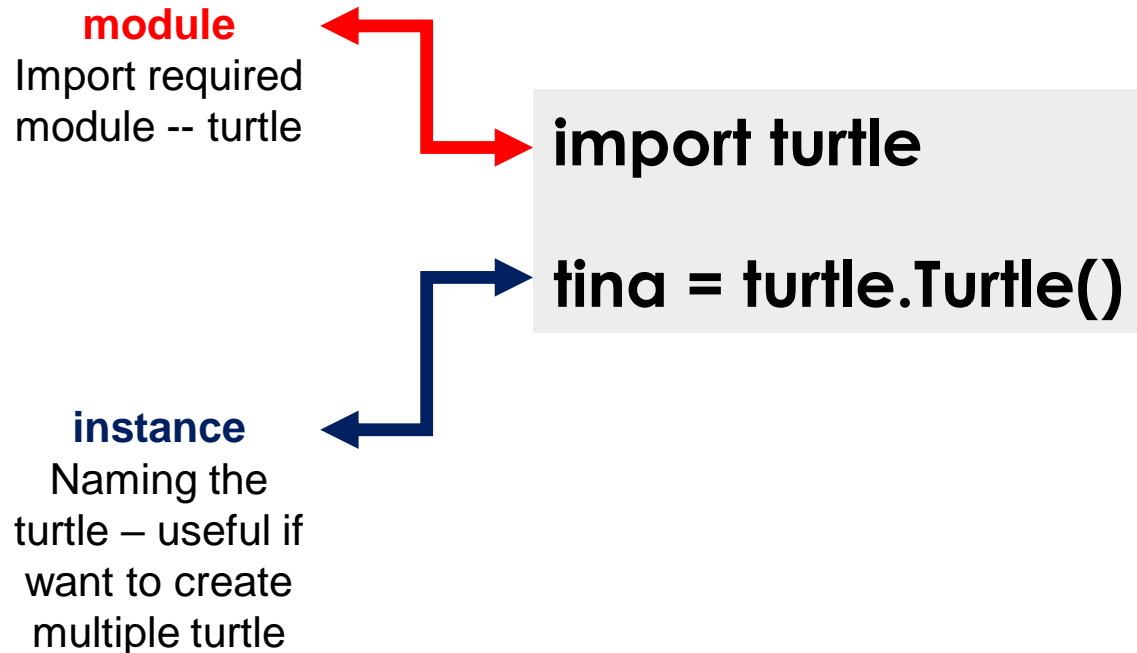 module
Import required
module -- turtle
import turtle
tina = turtle.Turtle()
instance
Naming the
turtle – useful if
want to create
multiple turtle